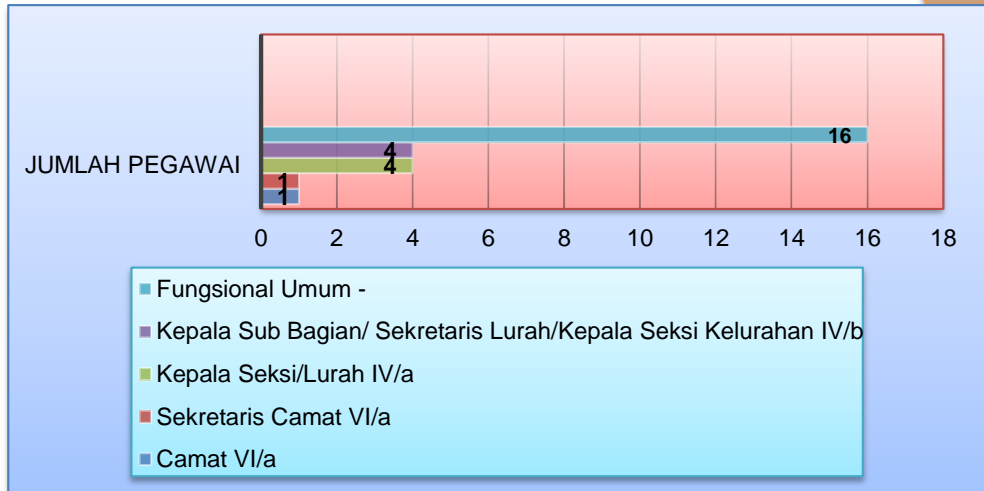 16
4
JUMLAH PEGAWAI 4
1
1
0 2 4 6 8 10 12 14 16 18
Fungsional Umum -
Kepala Sub Bagian/ Sekretaris Lurah/Kepala Seksi Kelurahan IV/b
Kepala Seksi/Lurah IV/a
Sekretaris Camat VI/a
Camat VI/a